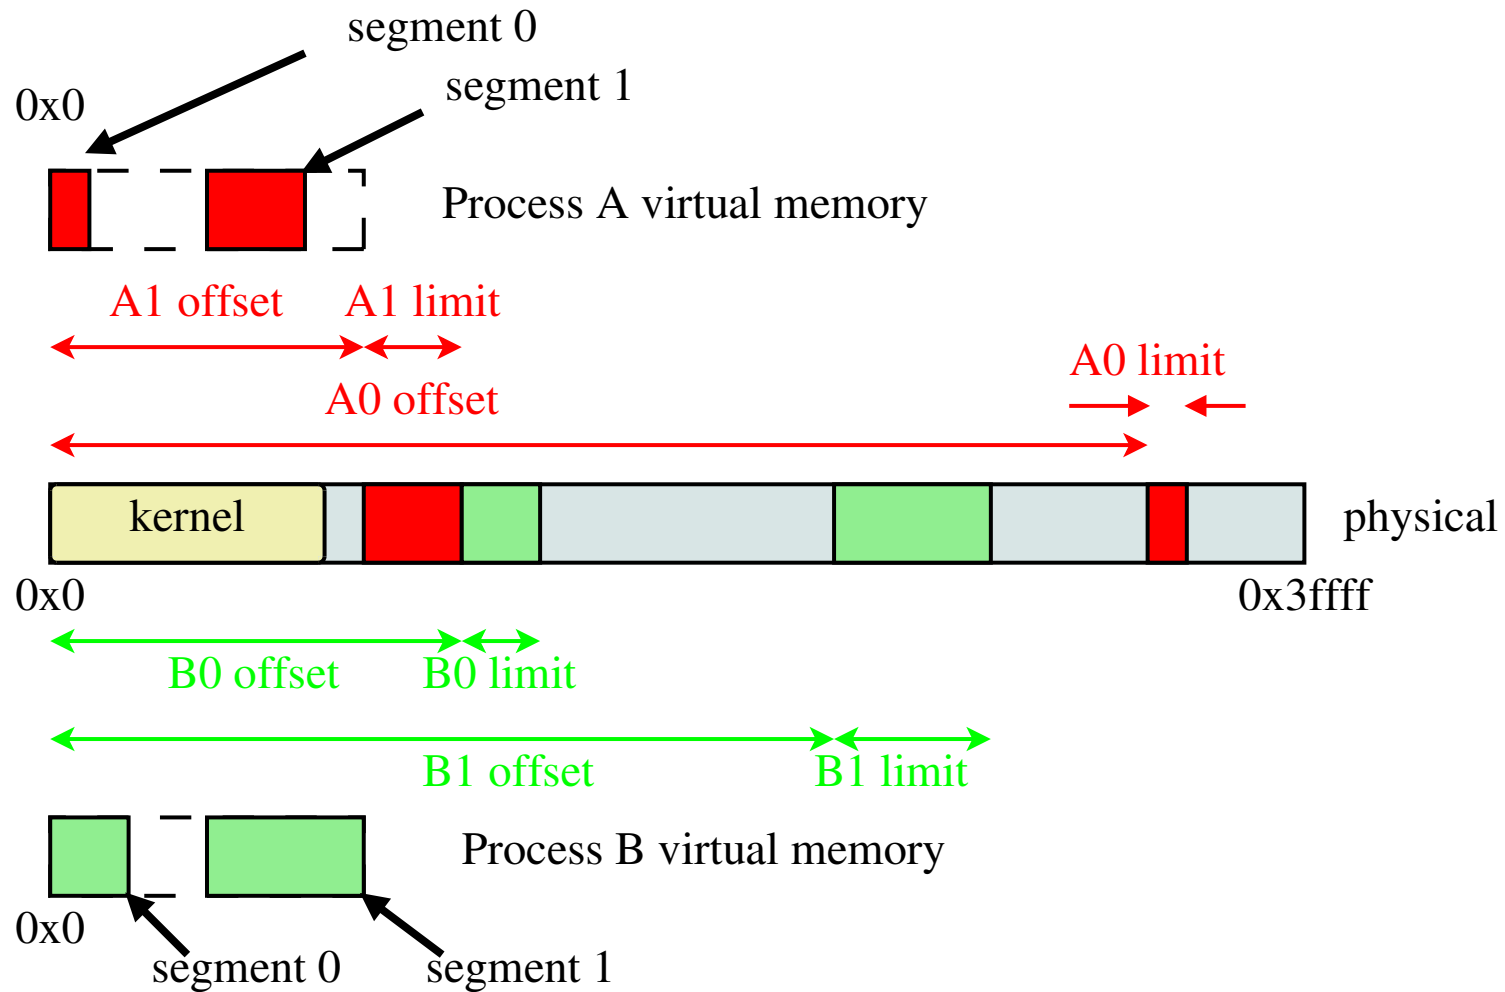 segment 0
segment 1
0x0
Process A virtual memory
A1 offset
A1 limit
A0 limit
A0 offset
kernel
physical
0x0
0x3ffff
B0 offset
B0 limit
B1 offset
B1 limit
Process B virtual memory
0x0
segment 0
segment 1